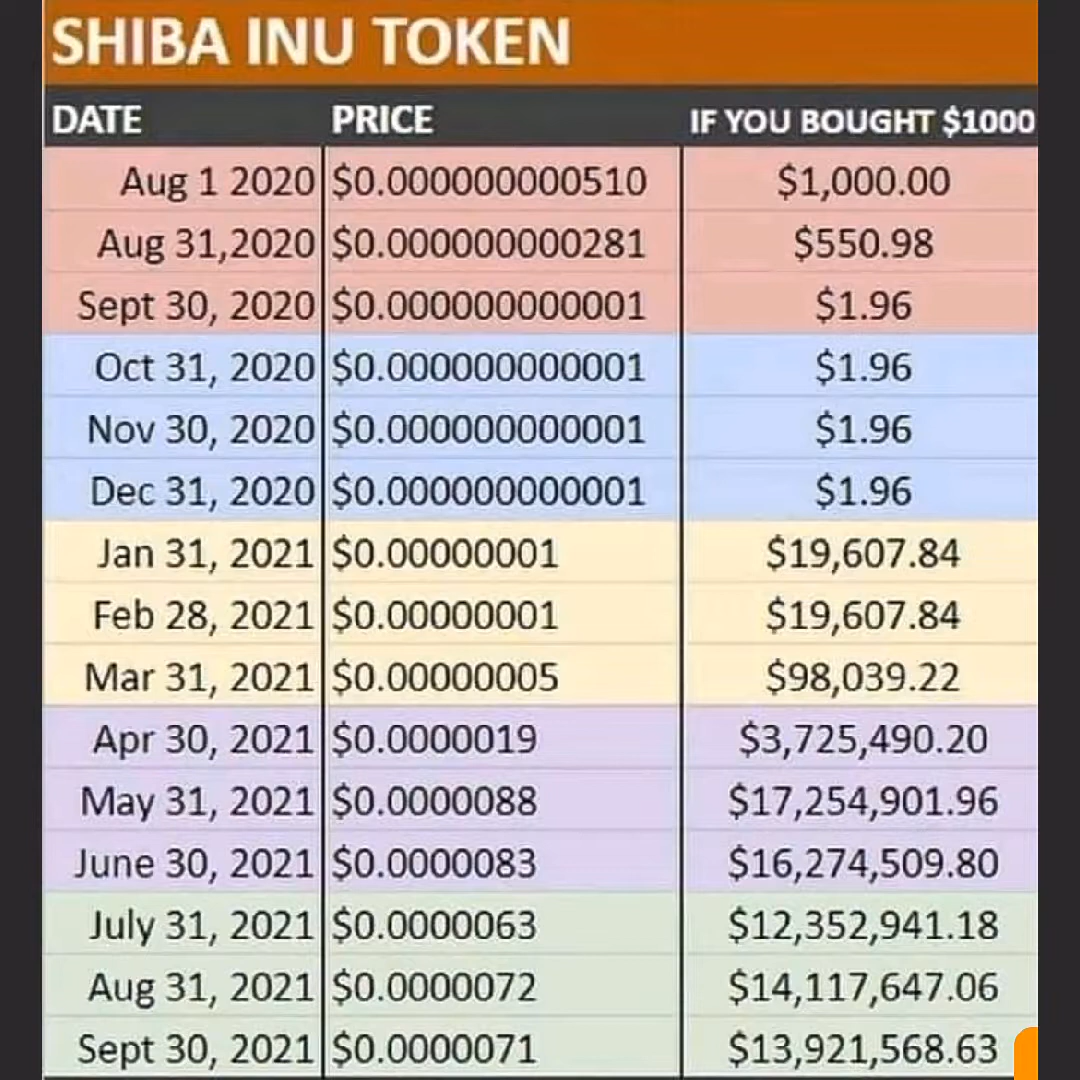 SHIBA INU TOKEN
DATE PRICE IF YOU BOUGHT $1000
Aug 1 2020 $0.000000000510 $1,000.00
Aug 31,2020 $0.000000000281 $550.98
Sept 30, 2020 $0.000000000001 $1.96
Oct 31, 2020 $0.000000000001 $1.96
Nov 30, 2020 $0.000000000001 $1.96
Dec 31, 2020 $0.000000000001 $1.96
Jan 31, 2021 $0.00000001 $19,607.84
Feb 28, 2021 $0.00000001 $19,607.84
Mar 31, 2021 $0.00000005 $98,039.22
Apr 30, 2021 $0.0000019 $3,725,490.20
May 31, 2021 $0.0000088 $17,254,901.96
June 30, 2021 $0.0000083 $16,274,509.80
July 31, 2021 $0.0000063 $12,352,941.18
Aug 31, 2021 $0.0000072 $14,117,647.06
Sept 30, 2021 $0.0000071 $13,921,568.63